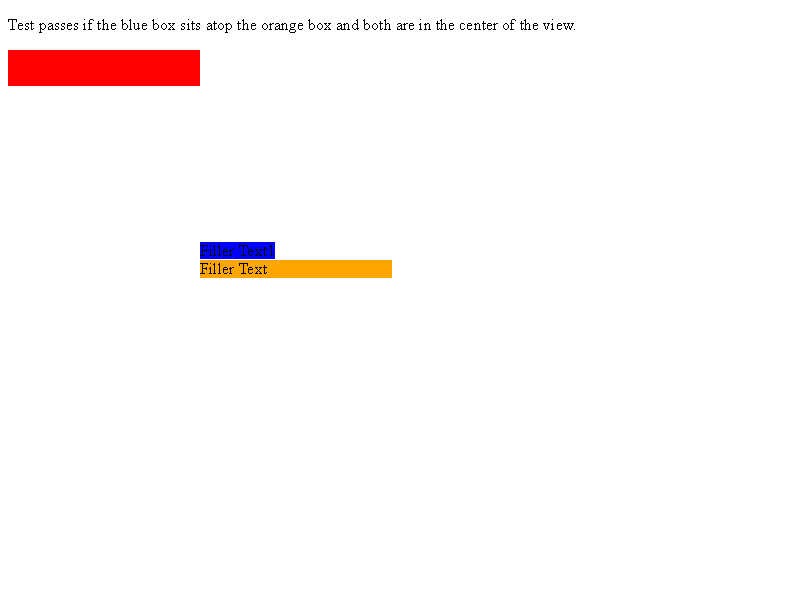 Test passes if the blue box sits atop the orange box and both are in the center of the view.
Filler Text
Filler Text